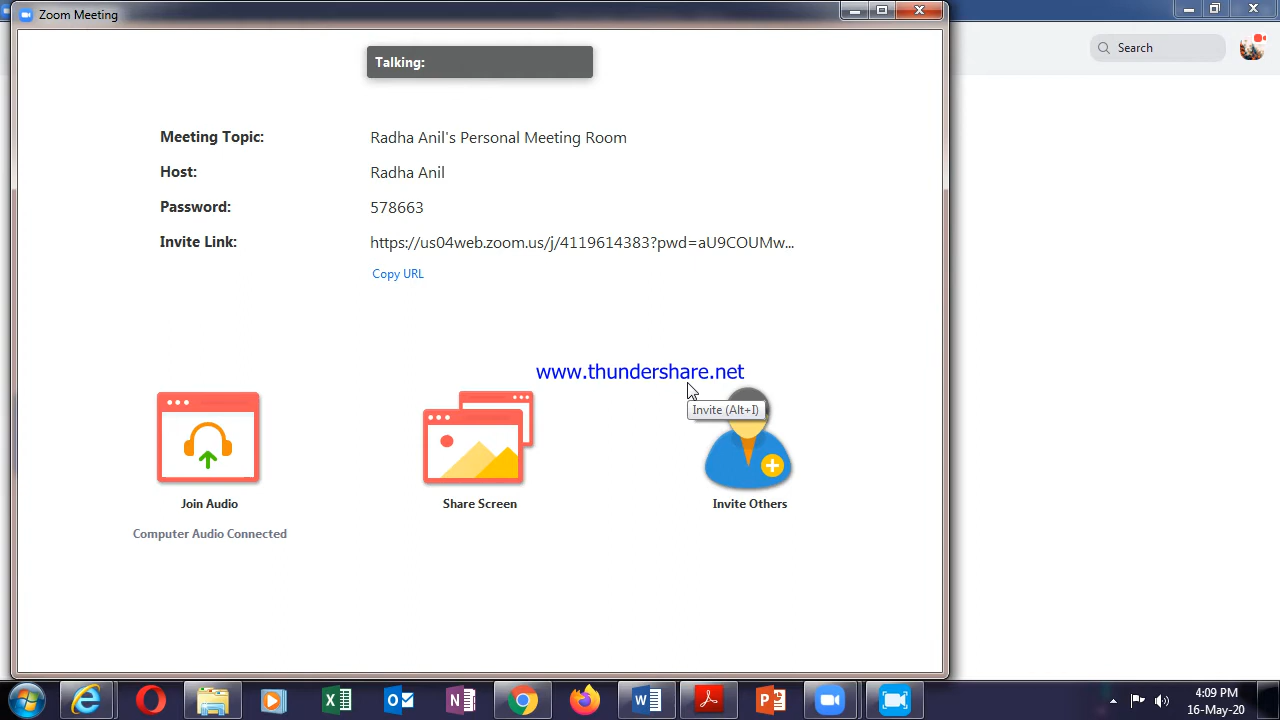 Zoom Meeting
Search
Talking:
Meeting Topic: Radha Anil's Personal Meeting Room
Host: Radha Anil
Password: 578663
Invite Link: https://us04web.zoom.us/j/4119614383?pwd=aU9COUMw...
Copy URL
www.thundershare.net
Invite (Alt+I)
Join Audio
Share Screen
Invite Others
Computer Audio Connected
4:09 PM
16-May-20